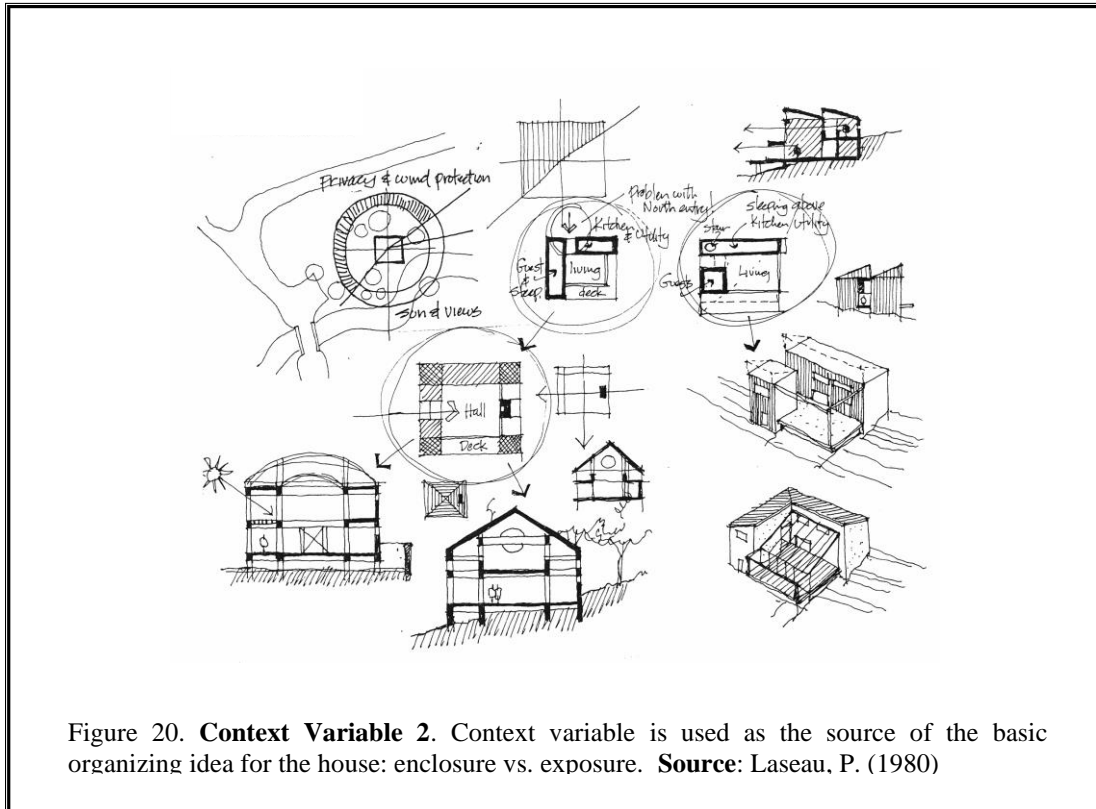 Privacy & wind protection
sun & views
Problem with
North entry
Kitchen
& Utility
living
deck
Guest
&
Sleep.
sleeping above
Kitchen Utility
stair
Living
Guests
Hall
Deck
Figure 20. Context Variable 2. Context variable is used as the source of the basic
organizing idea for the house: enclosure vs. exposure. Source: Laseau, P. (1980)